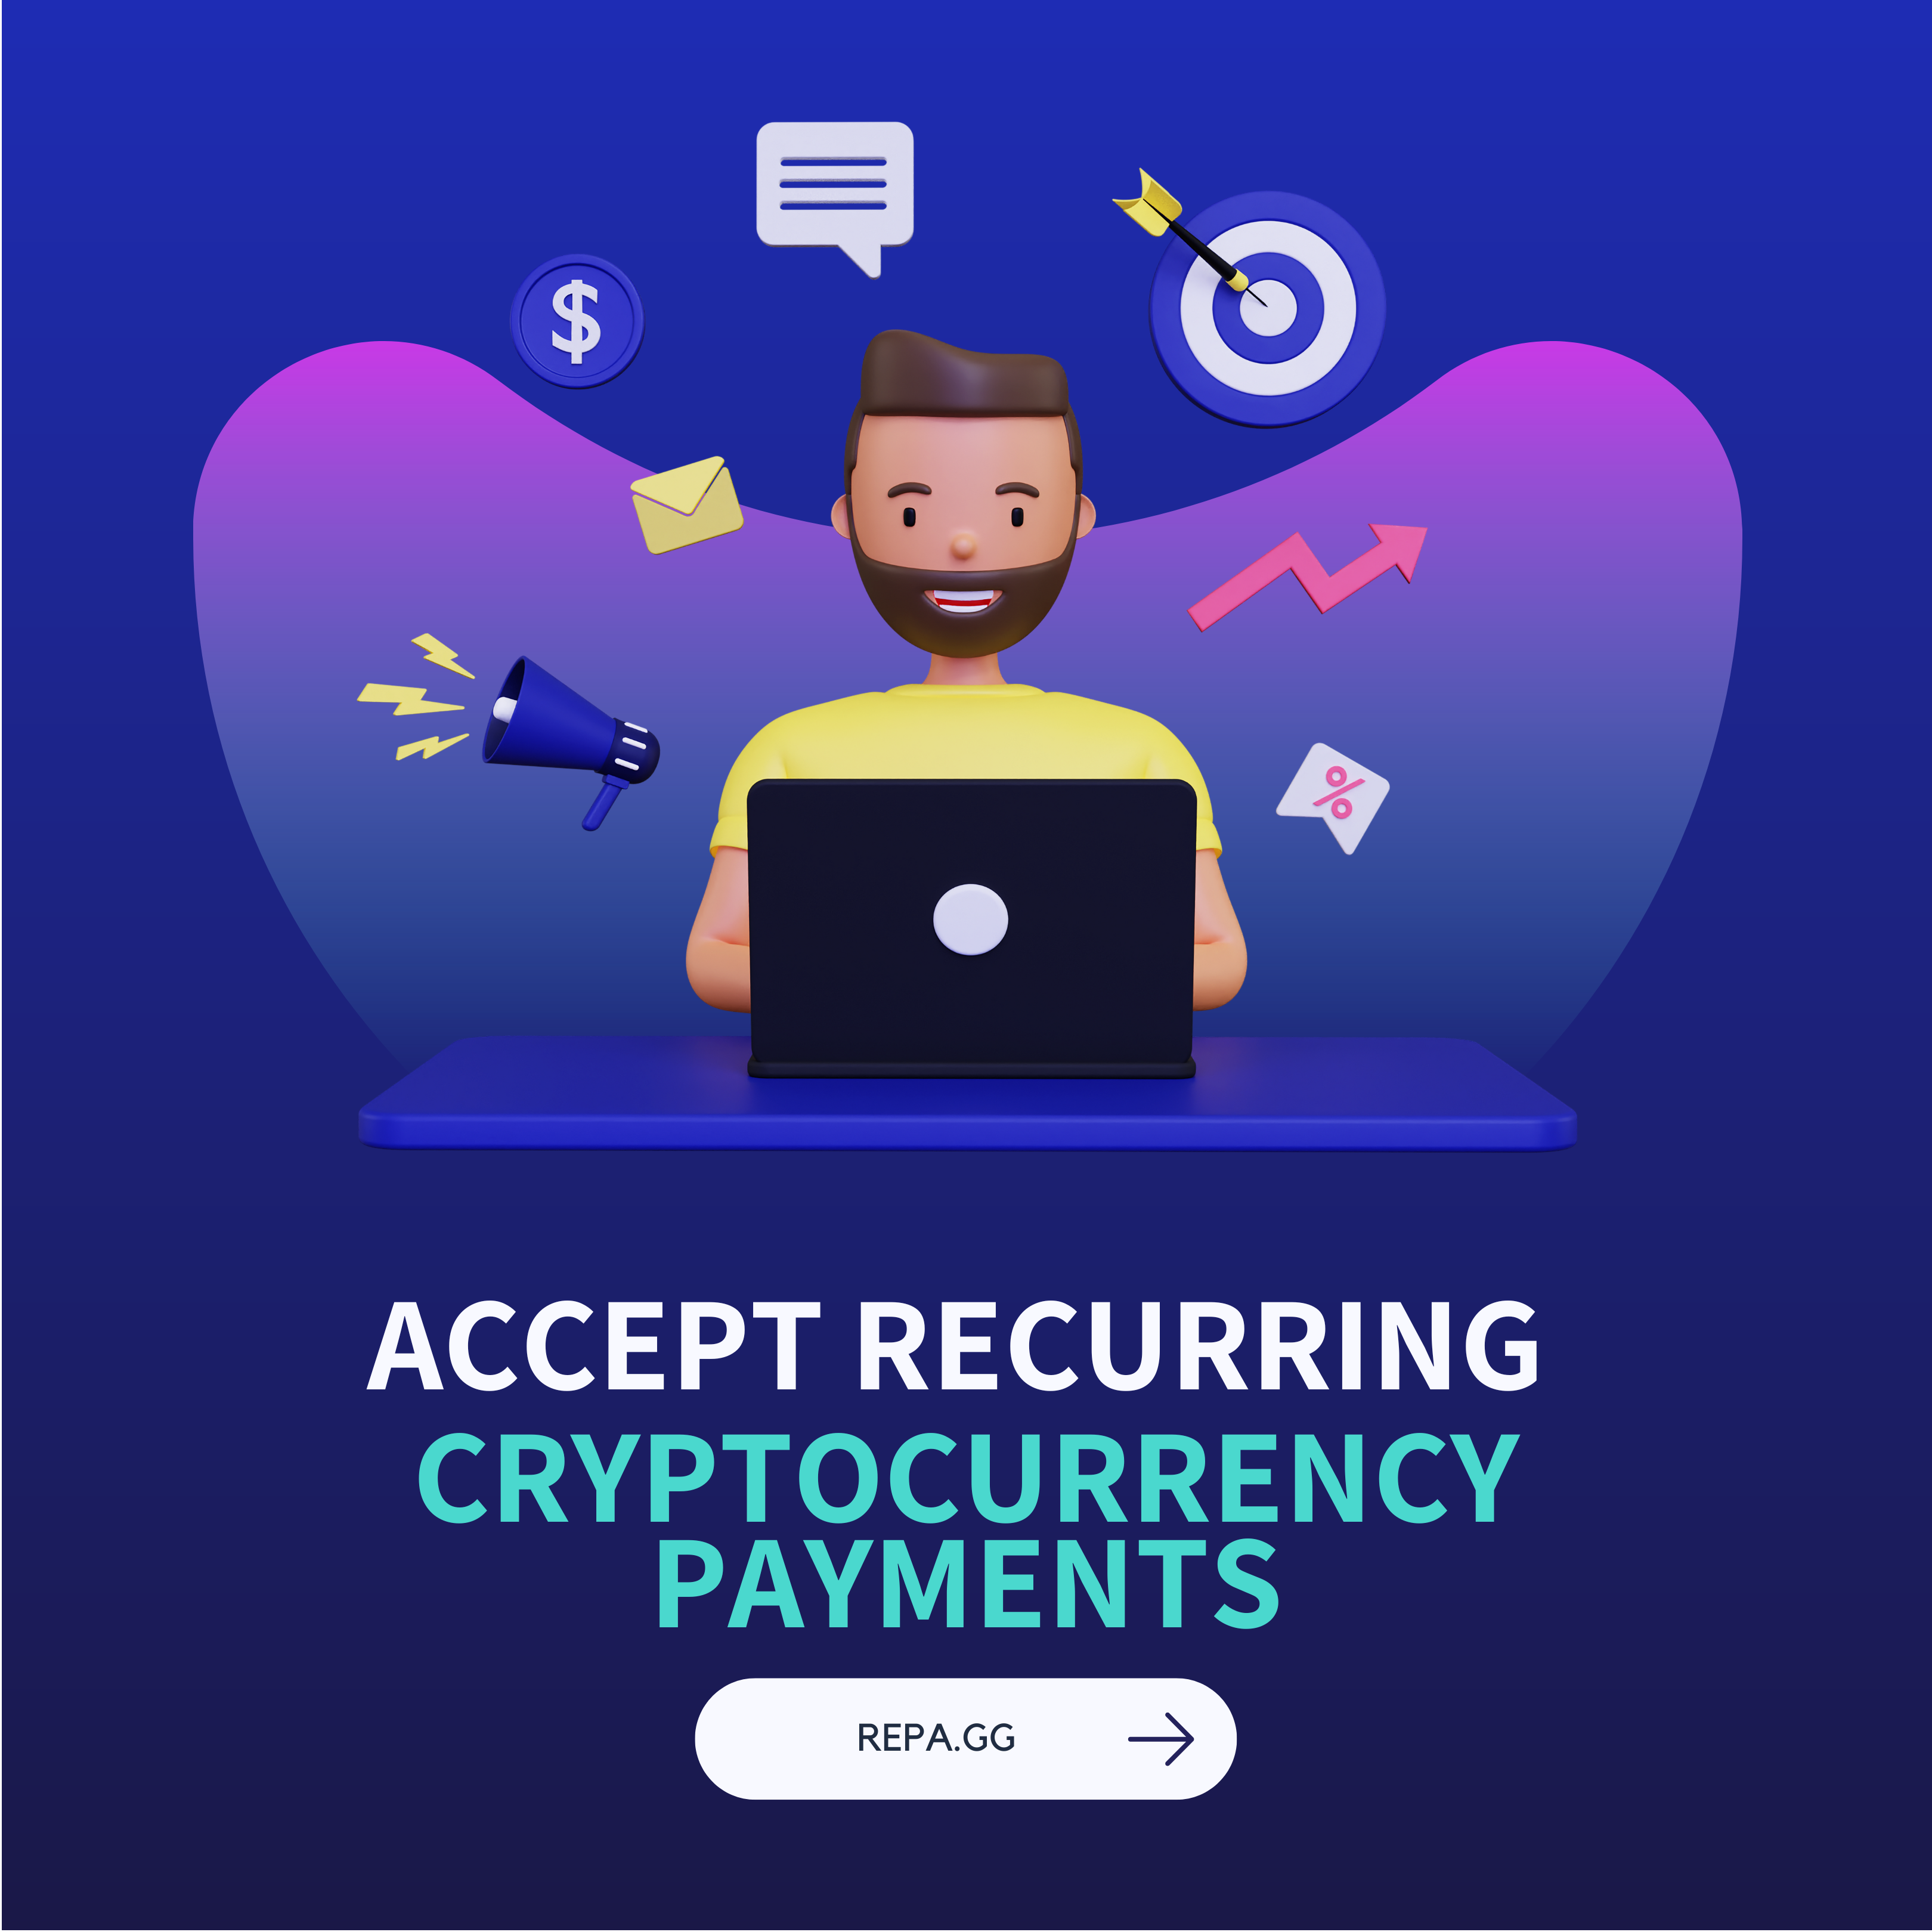 $
%
ACCEPT RECURRING
CRYPTOCURRENCY
PAYMENTS
REPA.GG